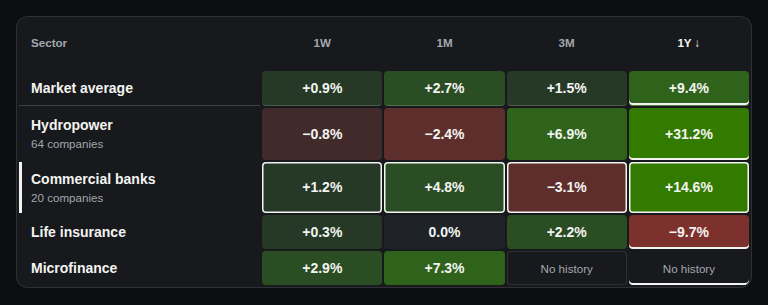 Sector 1W 1M 3M 1Y ↓
Market average +0.9% +2.7% +1.5% +9.4%
Hydropower
64 companies
−0.8% −2.4% +6.9% +31.2%
Commercial banks
20 companies
+1.2% +4.8% −3.1% +14.6%
Life insurance +0.3% 0.0% +2.2% −9.7%
Microfinance +2.9% +7.3% No history No history